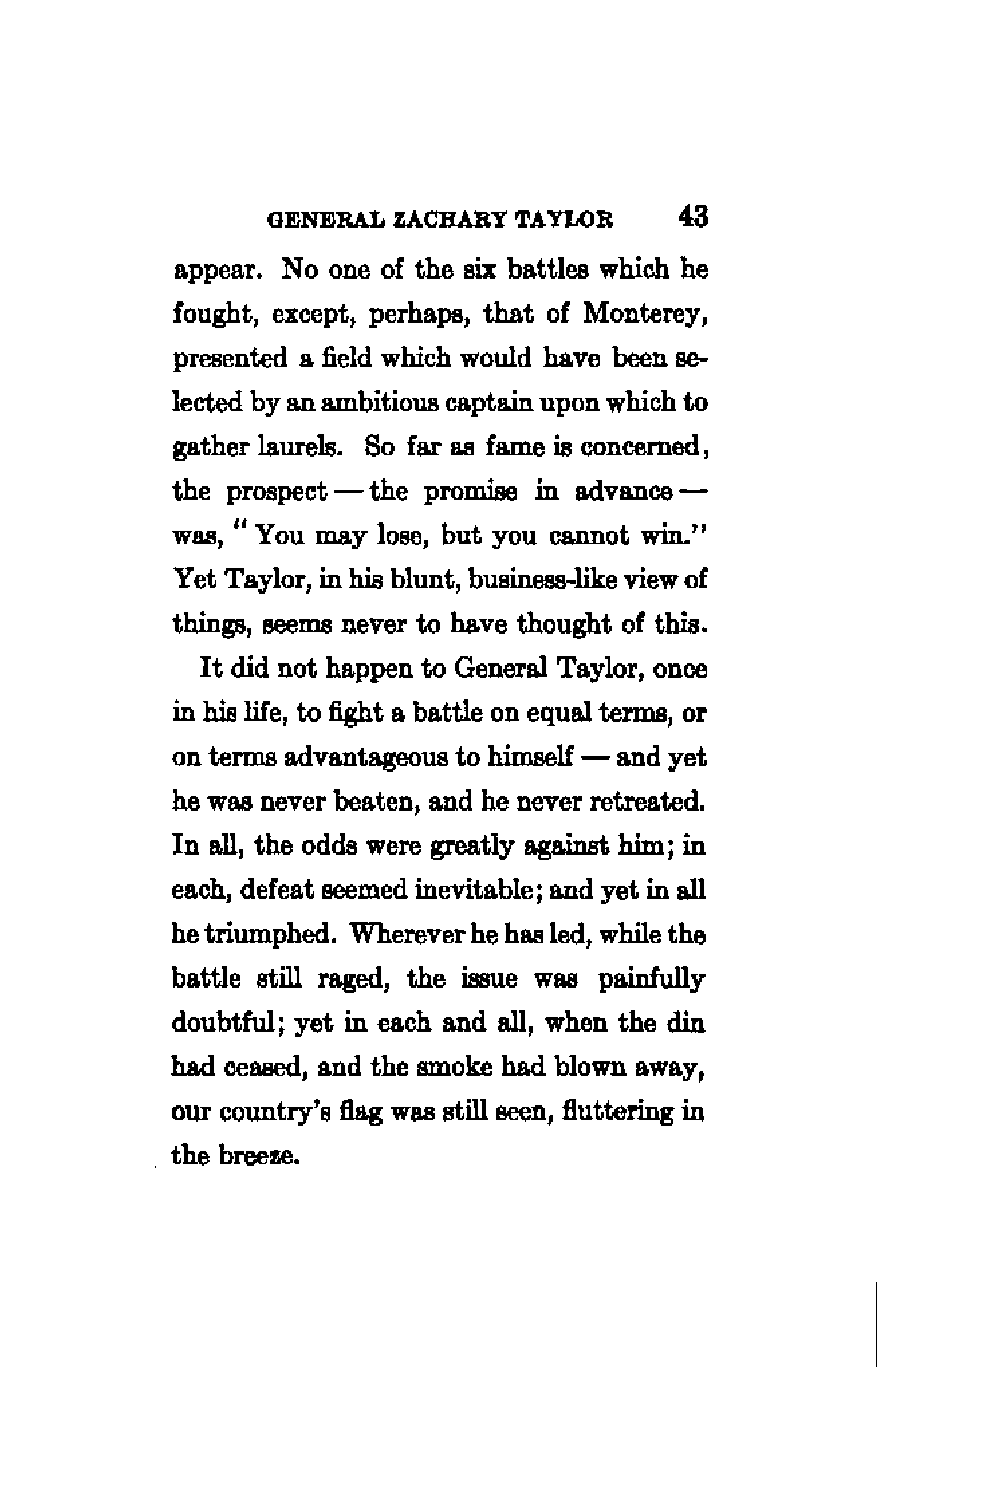 GENERAL ZACHARY TAYLOR 43
appear. No one of the six battles which he
fought, except, perhaps, that of Monterey,
presented a field which would have been se-
lected by an ambitious captain upon which to
gather laurels. So far as fame is concerned,
the prospect — the promise in advance —
was, “You may lose, but you cannot win.”
Yet Taylor, in his blunt, business-like view of
things, seems never to have thought of this.
It did not happen to General Taylor, once
in his life, to fight a battle on equal terms, or
on terms advantageous to himself — and yet
he was never beaten, and he never retreated.
In all, the odds were greatly against him; in
each, defeat seemed inevitable; and yet in all
he triumphed. Wherever he has led, while the
battle still raged, the issue was painfully
doubtful; yet in each and all, when the din
had ceased, and the smoke had blown away,
our country's flag was still seen, fluttering in
the breeze.